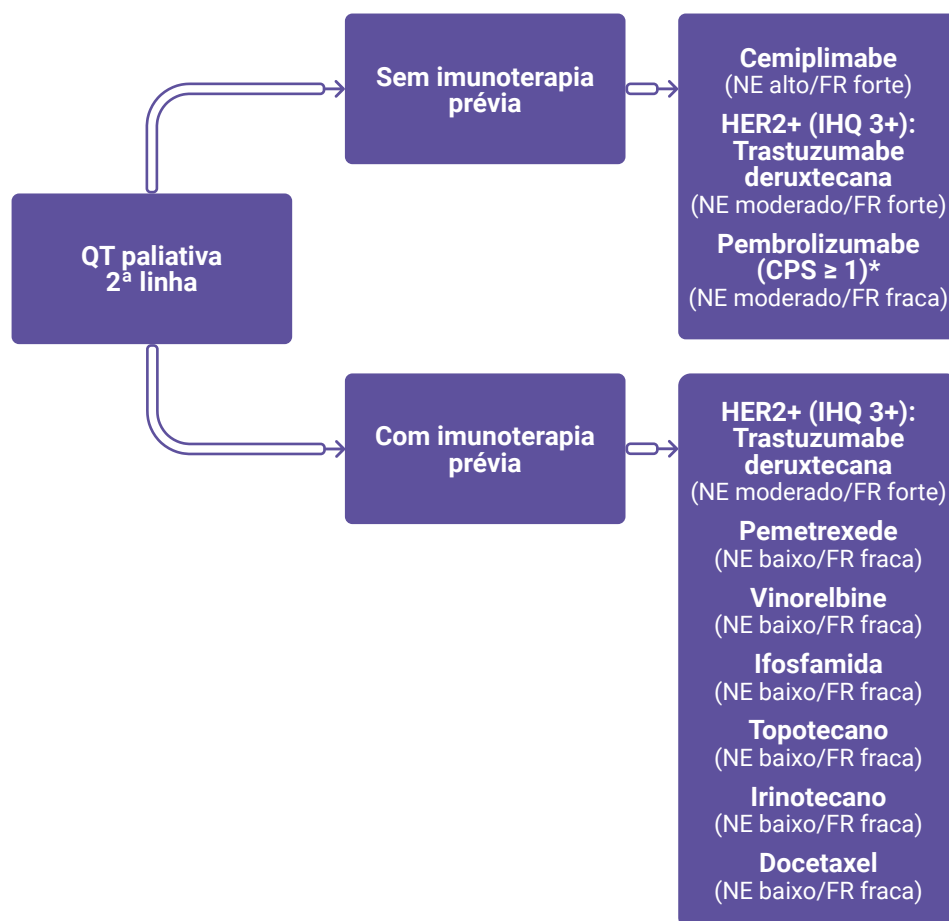 QT paliativa
2ª linha
Sem imunoterapia
prévia
Cemiplimabe
(NE alto/FR forte)
HER2+ (IHQ 3+):
Trastuzumabe
deruxtecana
(NE moderado/FR forte)
Pembrolizumabe
(CPS ≥ 1)*
(NE moderado/FR fraca)
Com imunoterapia
prévia
HER2+ (IHQ 3+):
Trastuzumabe
deruxtecana
(NE moderado/FR forte)
Pemetrexede
(NE baixo/FR fraca)
Vinorelbine
(NE baixo/FR fraca)
Ifosfamida
(NE baixo/FR fraca)
Topotecano
(NE baixo/FR fraca)
Irinotecano
(NE baixo/FR fraca)
Docetaxel
(NE baixo/FR fraca)